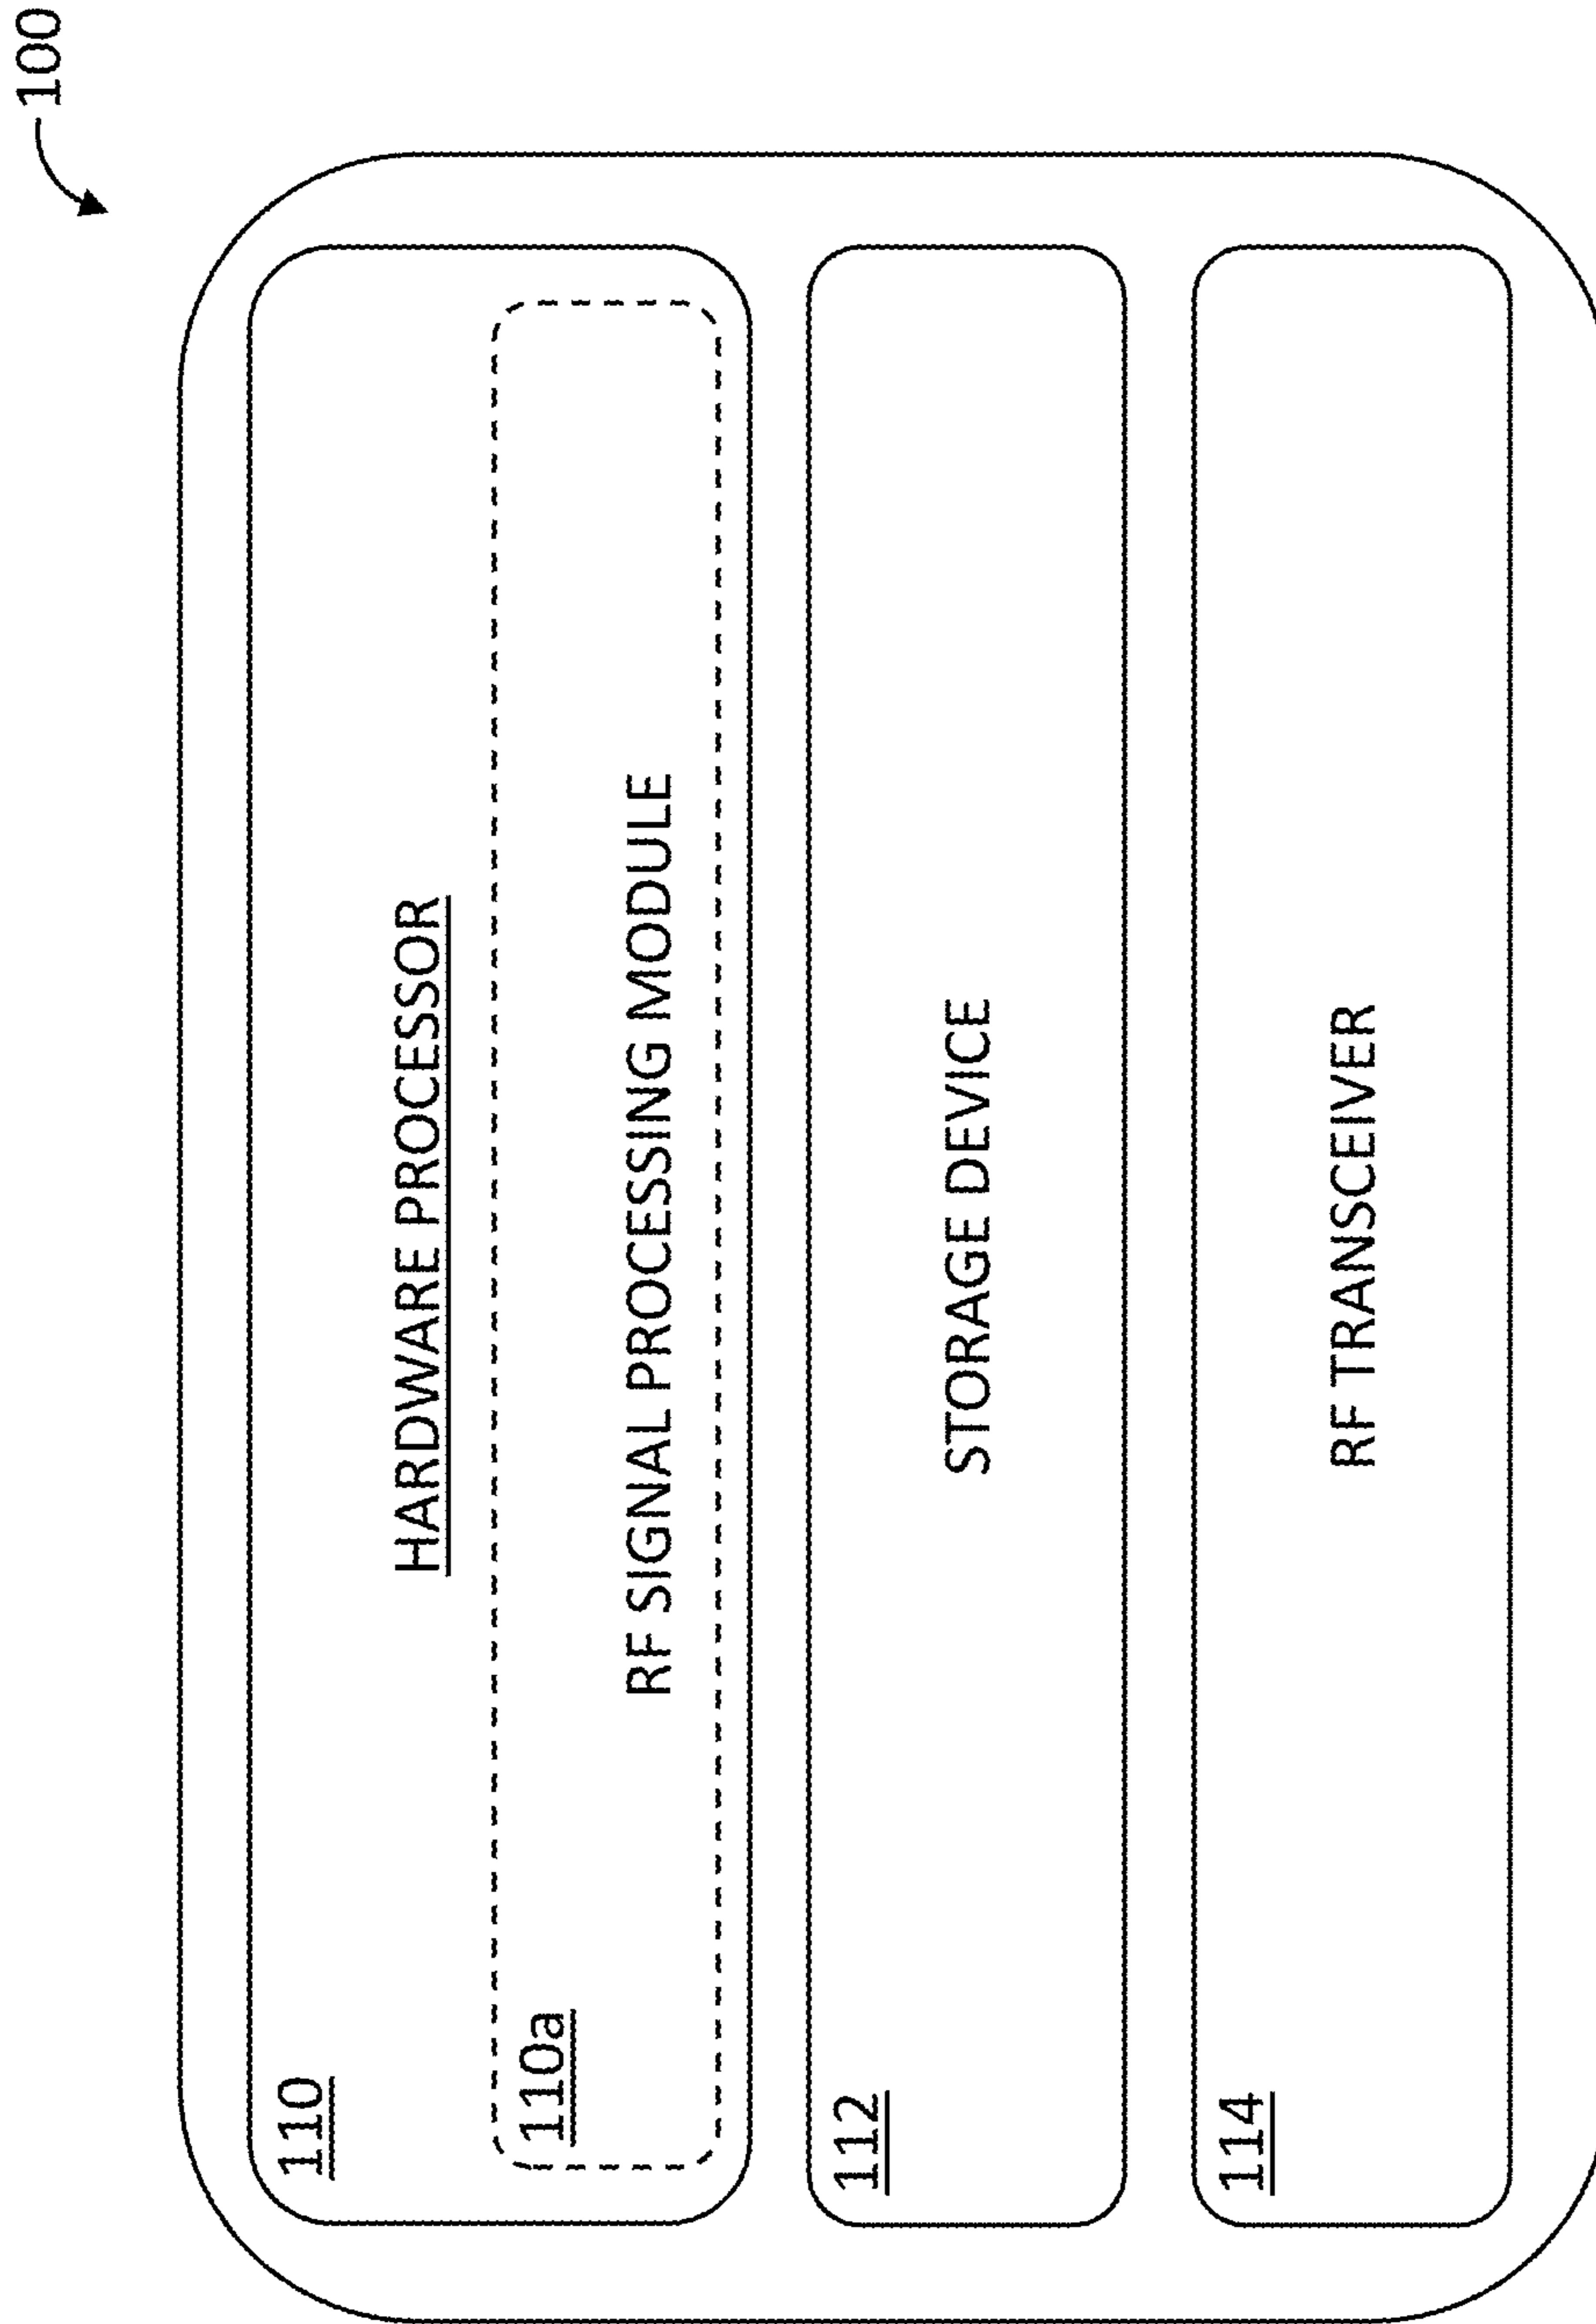 100
110
HARDWARE PROCESSOR
110a
RF SIGNAL PROCESSING MODULE
112
STORAGE DEVICE
114
RF TRANSCEIVER